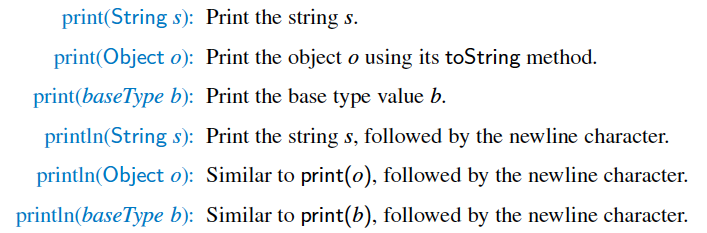 print(String s): Print the string s.
print(Object o): Print the object o using its toString method.
print(baseType b): Print the base type value b.
println(String s): Print the string s, followed by the newline character.
println(Object o): Similar to print(o), followed by the newline character.
println(baseType b): Similar to print(b), followed by the newline character.